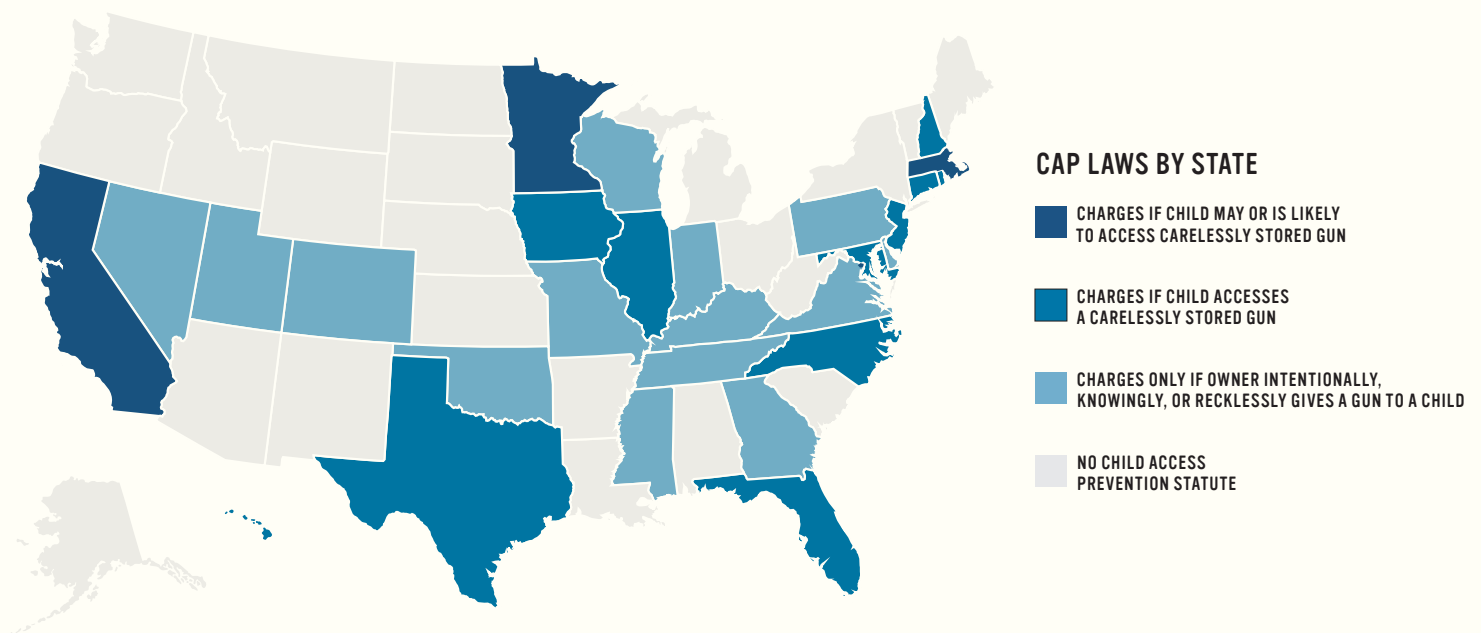 CAP LAWS BY STATE
CHARGES IF CHILD MAY OR IS LIKELY
TO ACCESS CARELESSLY STORED GUN
CHARGES IF CHILD ACCESSES
A CARELESSLY STORED GUN
CHARGES ONLY IF OWNER INTENTIONALLY,
KNOWINGLY, OR RECKLESSLY GIVES A GUN TO A CHILD
NO CHILD ACCESS
PREVENTION STATUTE